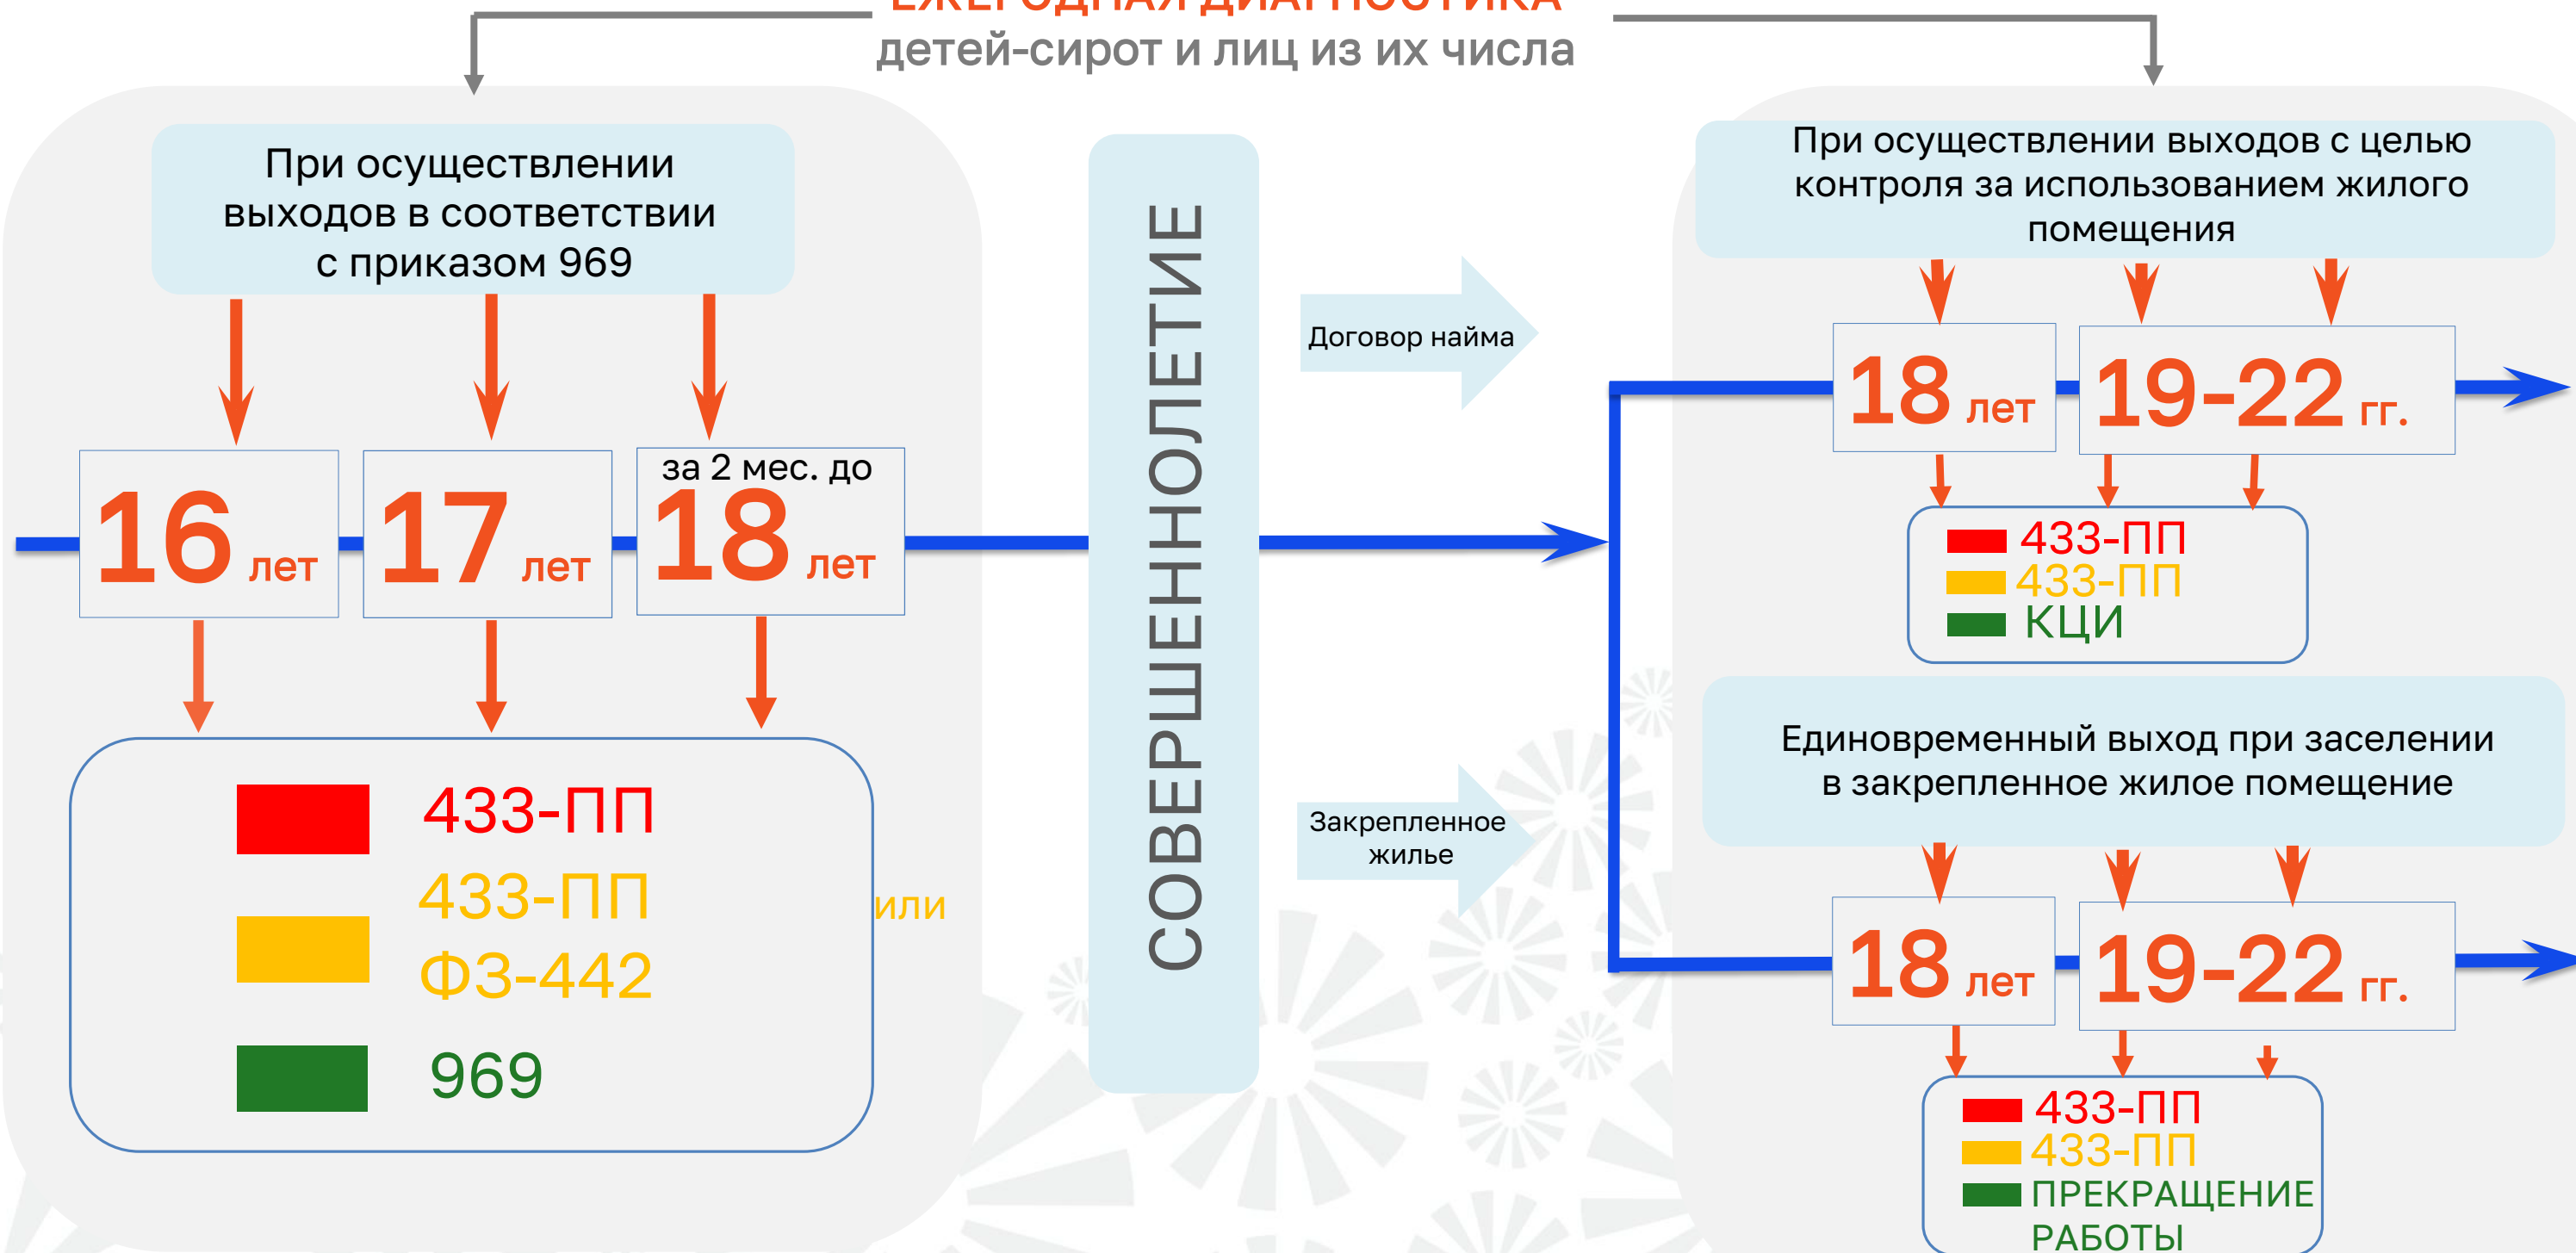 ЕЖЕГОДНАЯ ДИАГНОСТИКА
детей-сирот и лиц из их числа
При осуществлении
выходов в соответствии
с приказом 969
за 2 мес. до
16 лет
17 лет
18 лет
433-ПП
433-ПП или
ФЗ-442
969
СОВЕРШЕННОЛЕТИЕ
Договор найма
Закрепленное
жилье
При осуществлении выходов с целью
контроля за использованием жилого
помещения
18 лет
19-22 гг.
433-ПП
433-ПП
КЦИ
Единовременный выход при заселении
в закрепленное жилое помещение
18 лет
19-22 гг.
433-ПП
433-ПП
ПРЕКРАЩЕНИЕ
РАБОТЫ